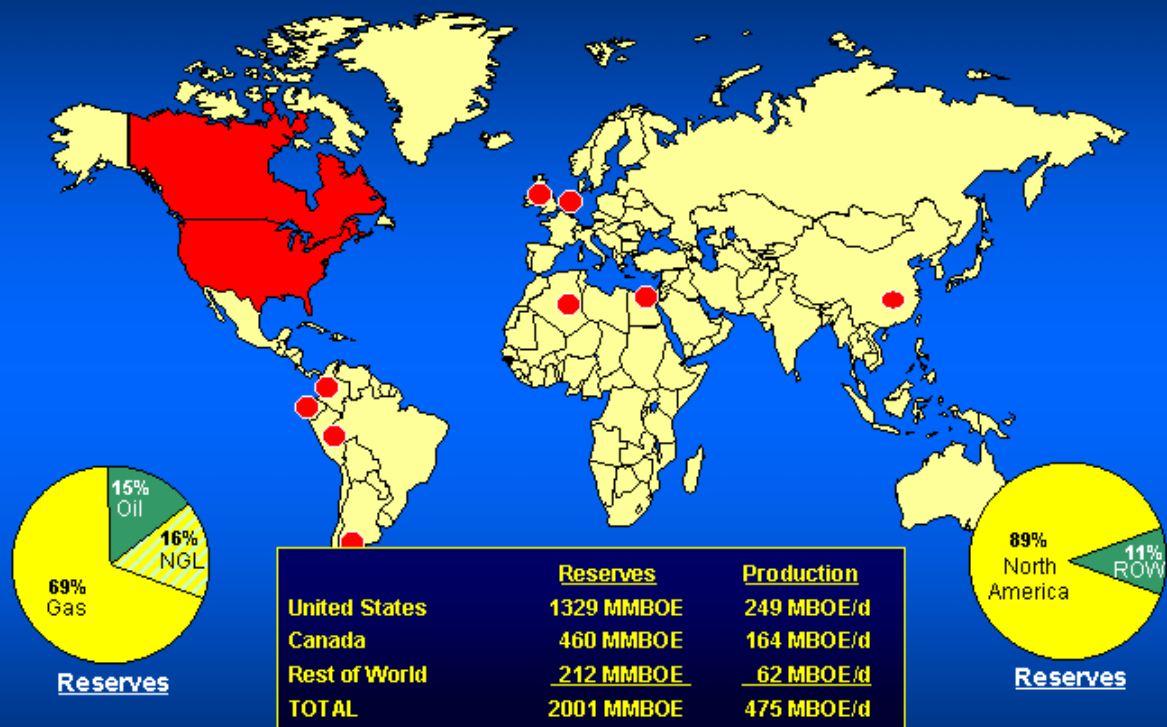 15%
Oil
16%
NGL
69%
Gas
Reserves
Reserves Production
United States 1329 MMBOE 249 MBOE/d
Canada 460 MMBOE 164 MBOE/d
Rest of World 212 MMBOE 62 MBOE/d
TOTAL 2001 MMBOE 475 MBOE/d
89%
North
America
11%
ROW
Reserves